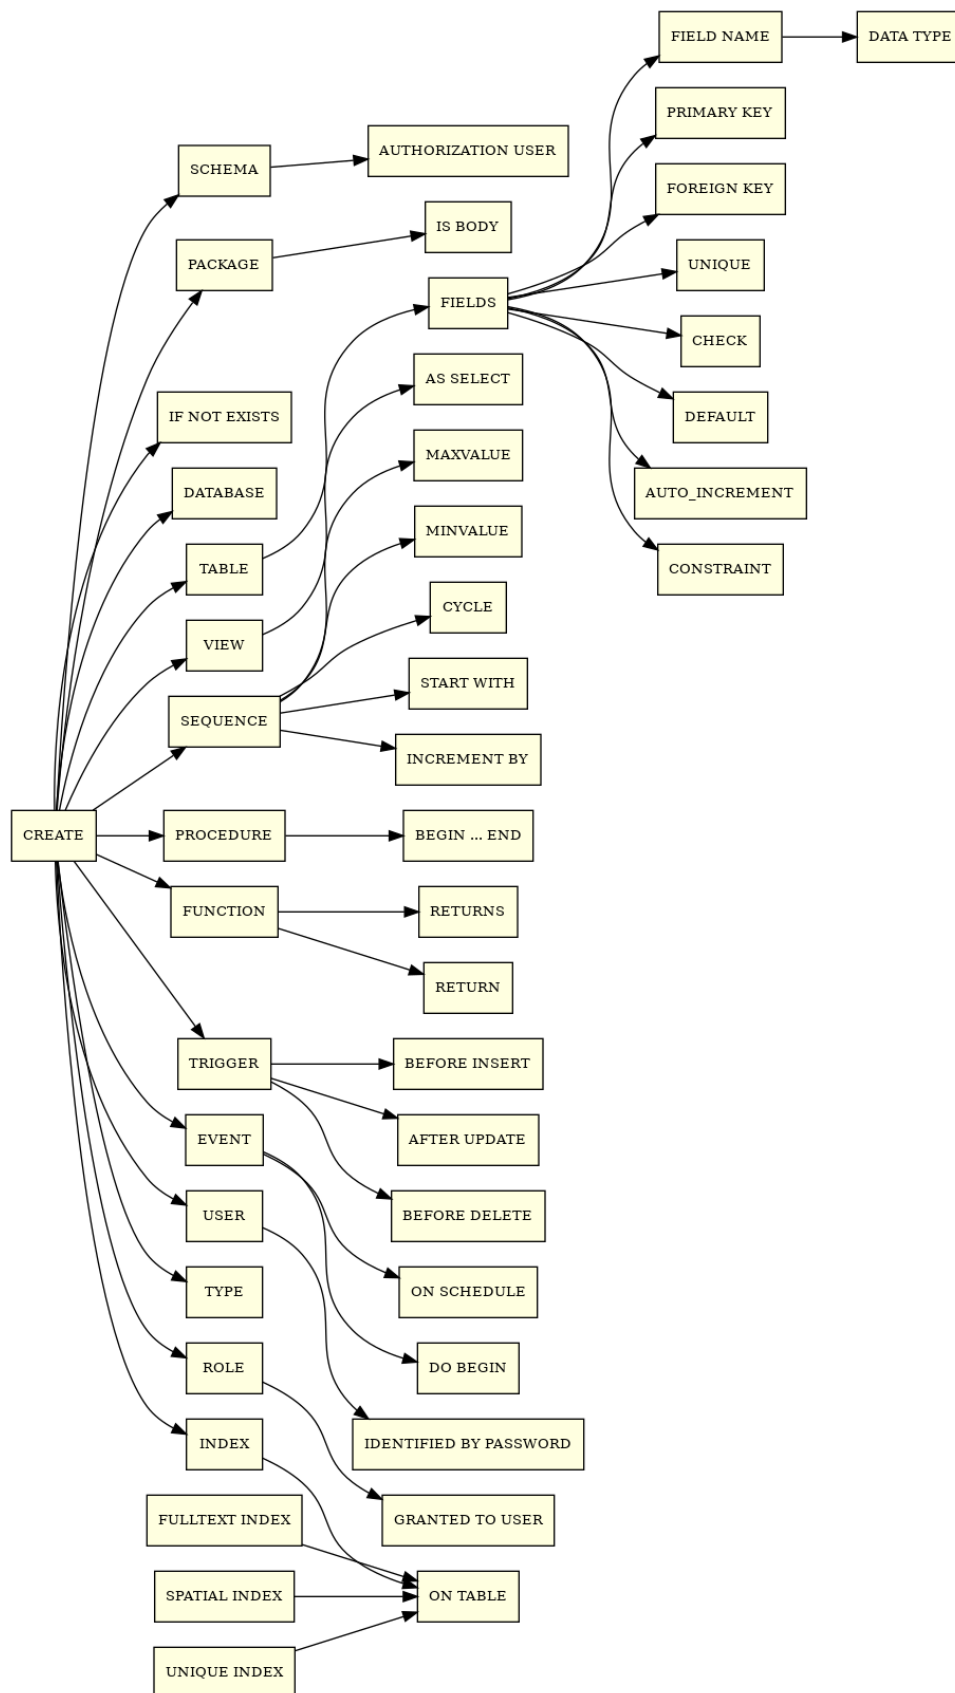 FIELD NAME
DATA TYPE
PRIMARY KEY
AUTHORIZATION USER
SCHEMA
FOREIGN KEY
IS BODY
PACKAGE
UNIQUE
FIELDS
CHECK
AS SELECT
IF NOT EXISTS
DEFAULT
MAXVALUE
DATABASE
AUTO_INCREMENT
MINVALUE
TABLE
CONSTRAINT
CYCLE
VIEW
START WITH
SEQUENCE
INCREMENT BY
CREATE
PROCEDURE
BEGIN ... END
FUNCTION
RETURNS
RETURN
TRIGGER
BEFORE INSERT
EVENT
AFTER UPDATE
USER
BEFORE DELETE
TYPE
ON SCHEDULE
ROLE
DO BEGIN
INDEX
IDENTIFIED BY PASSWORD
FULLTEXT INDEX
GRANTED TO USER
SPATIAL INDEX
ON TABLE
UNIQUE INDEX